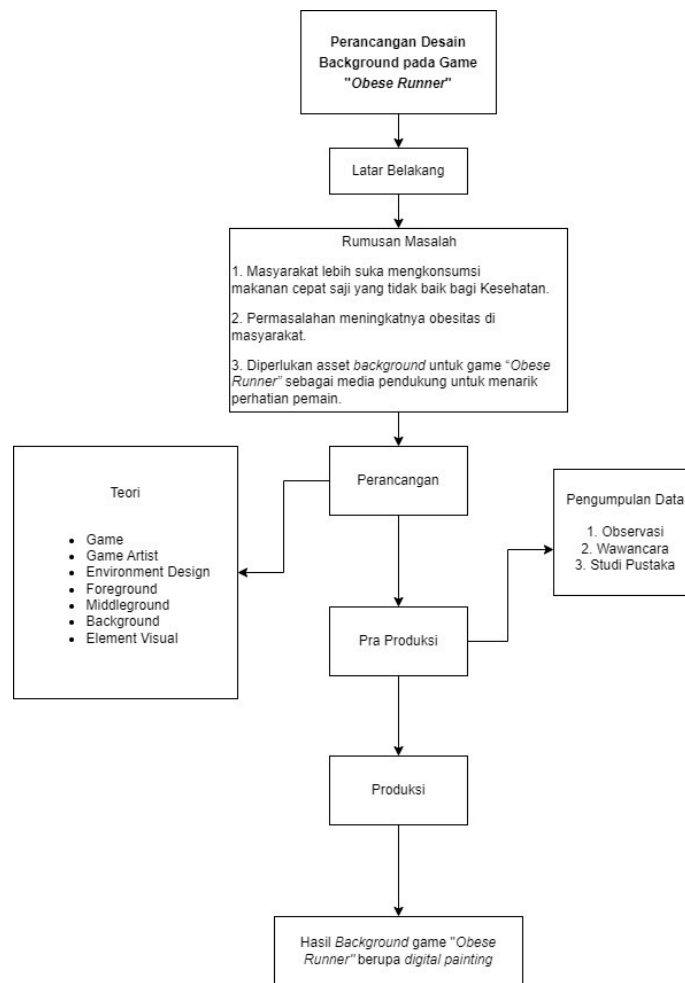 Perancangan Desain
Background pada Game
"Obese Runner"
Latar Belakang
Rumusan Masalah
1. Masyarakat lebih suka mengkonsumsi
makanan cepat saji yang tidak baik bagi Kesehatan.
2. Permasalahan meningkatnya obesitas di
masyarakat.
3. Diperlukan asset background untuk game “Obese
Runner” sebagai media pendukung untuk menarik
perhatian pemain.
Perancangan
Teori
• Game
• Game Artist
• Environment Design
• Foreground
• Middleground
• Background
• Element Visual
Pengumpulan Data
1. Observasi
2. Wawancara
3. Studi Pustaka
Pra Produksi
Produksi
Hasil Background game "Obese
Runner" berupa digital painting